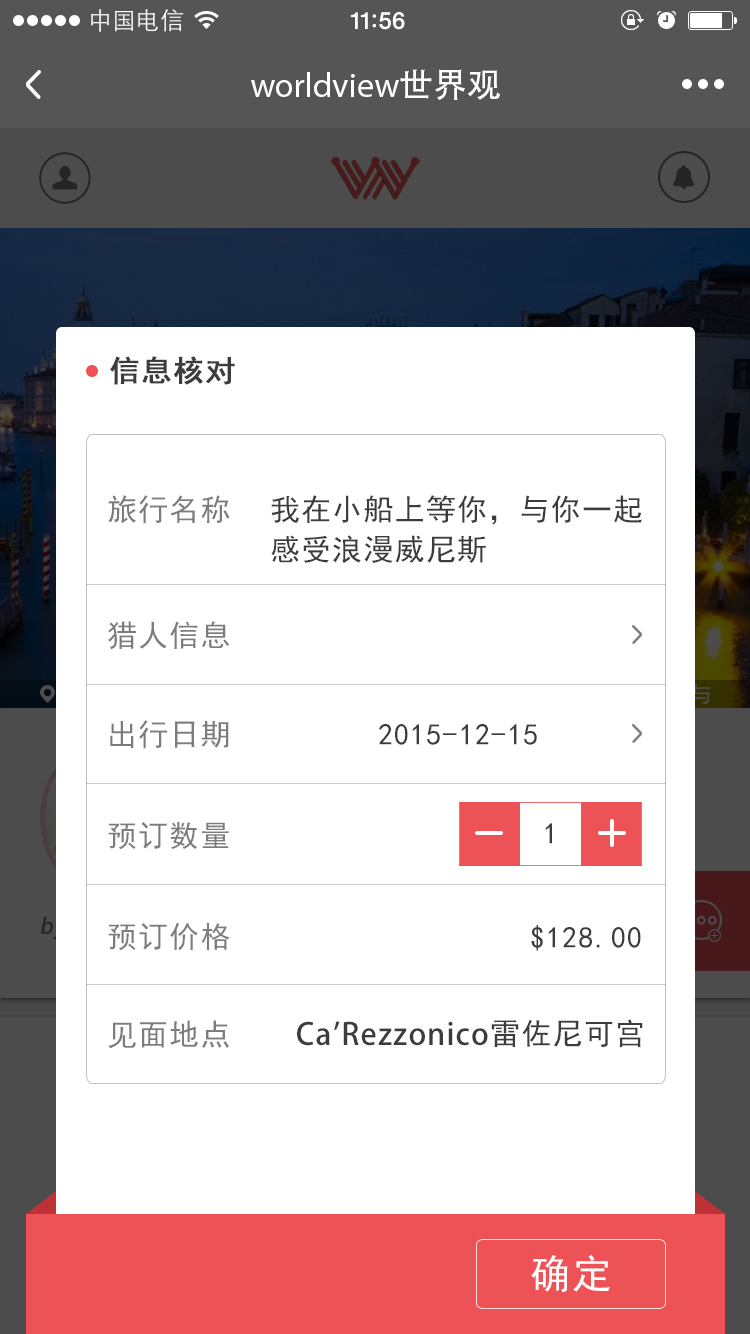 中国电信
11:56
worldview世界观
信息核对
旅行名称
我在小船上等你，与你一起
感受浪漫威尼斯
猎人信息
出行日期
2015-12-15
预订数量
1
预订价格
$128.00
见面地点
Ca'Rezzonico雷佐尼可宫
与
b
确定